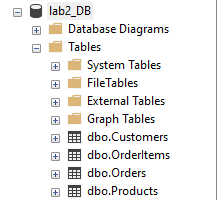 lab2_DB
Database Diagrams
Tables
System Tables
FileTables
External Tables
Graph Tables
dbo.Customers
dbo.OrderItems
dbo.Orders
dbo.Products